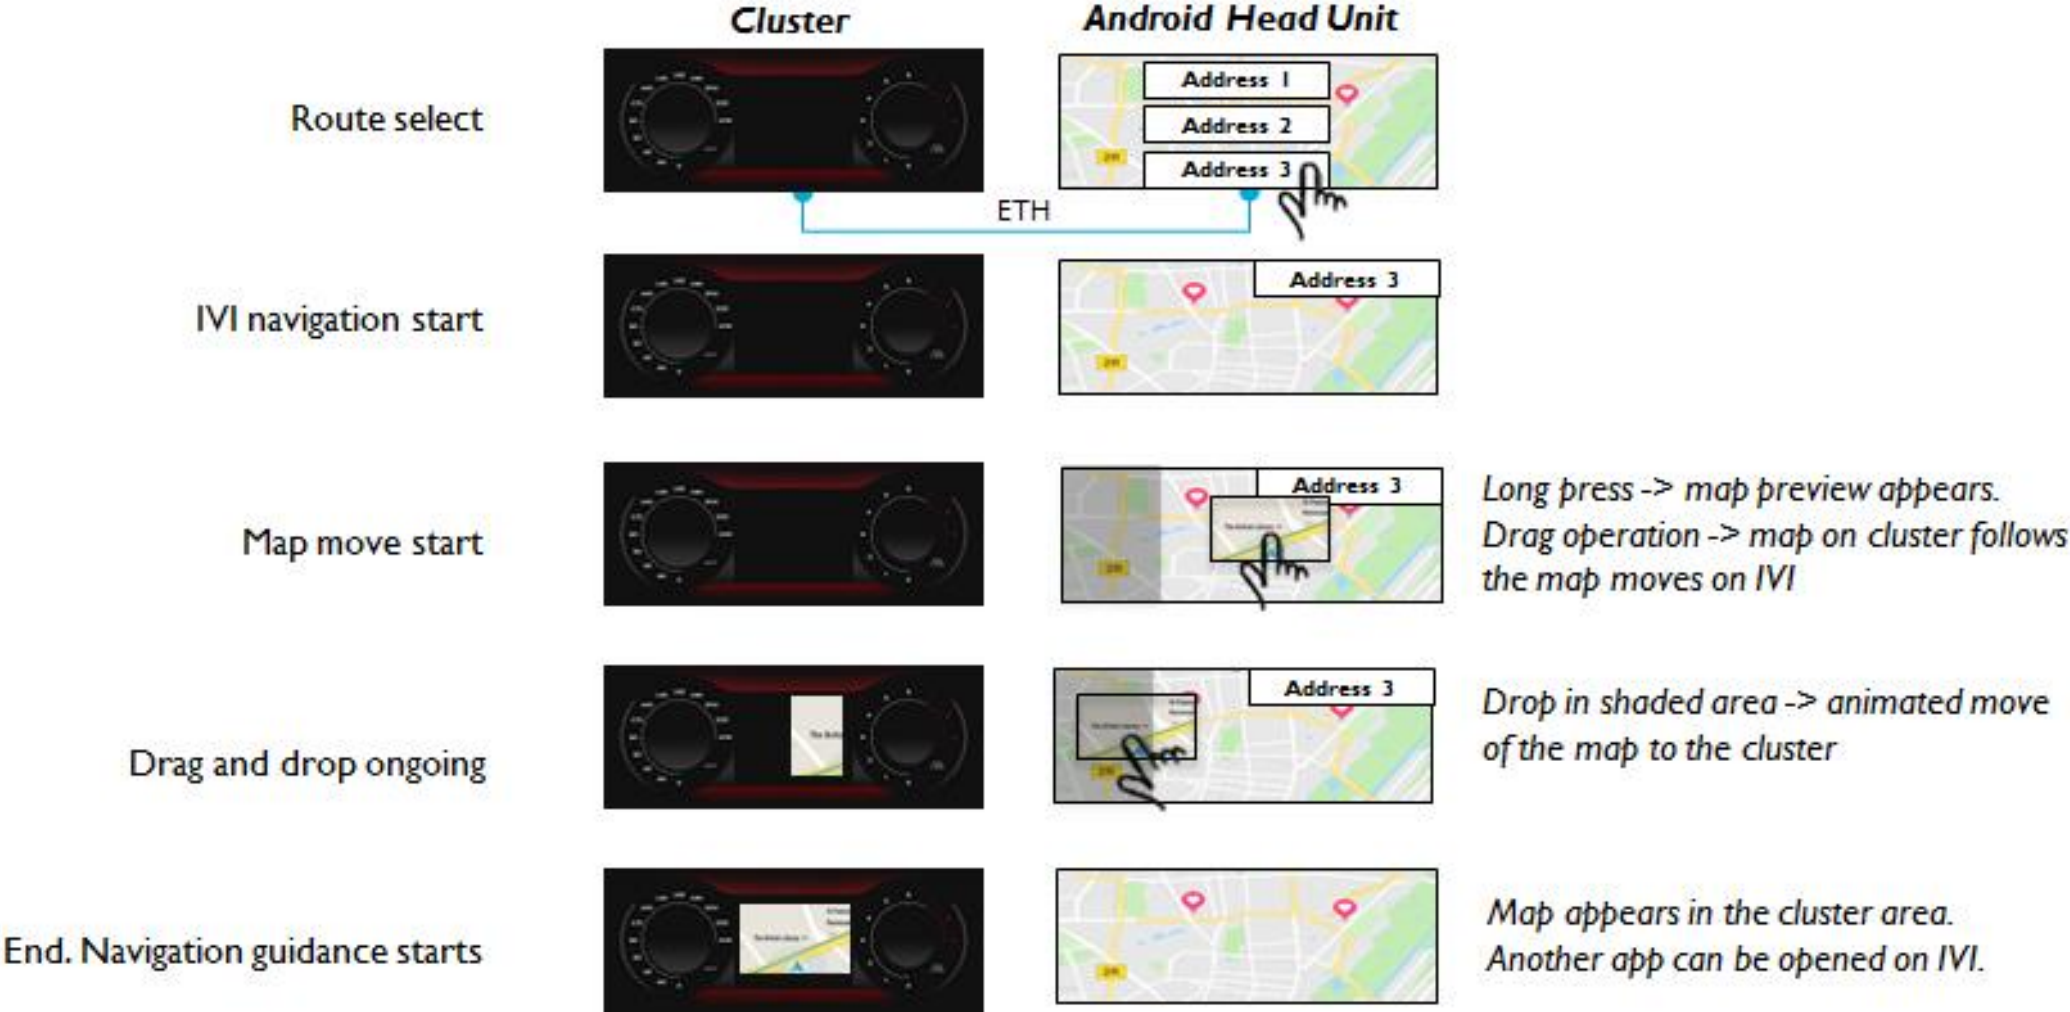 Cluster
Android Head Unit
Route select
Address 1
Address 2
Address 3
ETH
IVI navigation start
Address 3
Map move start
Address 3
Long press -> map preview appears.
Drag operation -> map on cluster follows
the map moves on IVI
Drag and drop ongoing
Address 3
Drop in shaded area -> animated move
of the map to the cluster
End. Navigation guidance starts
Map appears in the cluster area.
Another app can be opened on IVI.